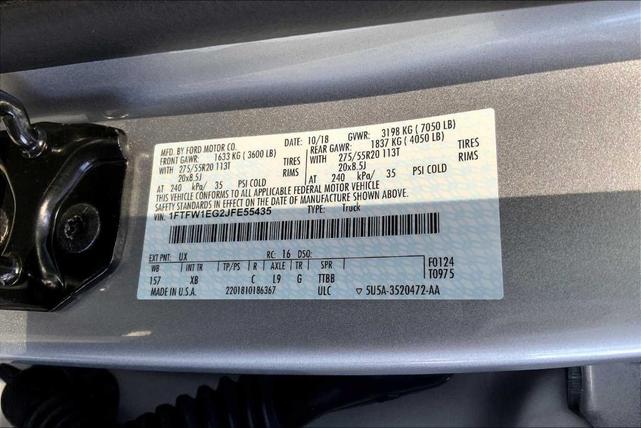 MFD. BY FORD MOTOR CO. DATE: 10/18 GVWR: 3198 KG ( 7050 LB)
FRONT GAWR: 1633 KG ( 3600 LB) REAR GAWR: 1837 KG ( 4050 LB)
WITH 275/55R20 113T TIRES WITH 275/55R20 113T TIRES
20x8.5J RIMS 20x8.5J RIMS
AT 240 kPa/ 35 PSI COLD AT 240 kPa/ 35 PSI COLD
THIS VEHICLE CONFORMS TO ALL APPLICABLE FEDERAL MOTOR VEHICLE
SAFETY STANDARDS IN EFFECT ON THE DATE OF MANUFACTURE SHOWN ABOVE.
VIN: 1FTFW1EG2JFE55435 TYPE: Truck
EXT PNT: UX RC: 16 DSO:
WB INT TR TP/PS R AXLE TR SPR F0124
157 XB C L9 G TTBB T0975
MADE IN U.S.A. 2201810186367 ULC ▽ 5U5A-3520472-AA